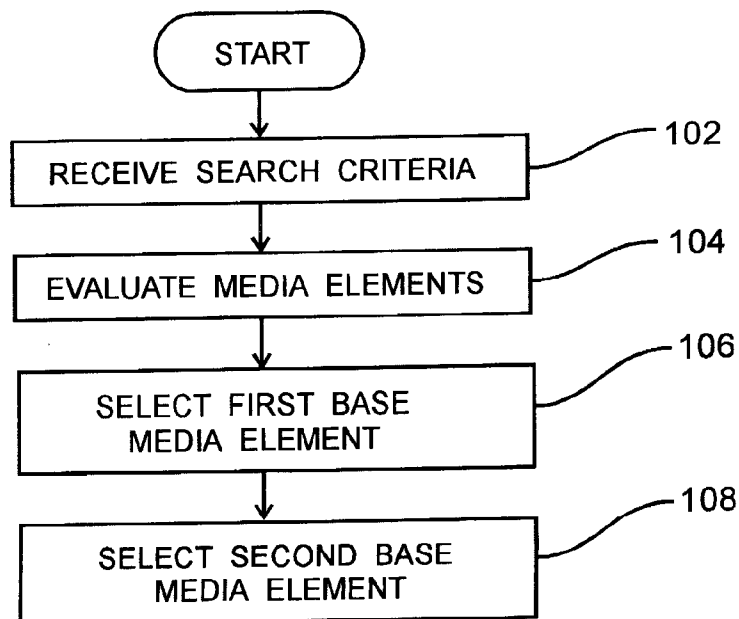 START
RECEIVE SEARCH CRITERIA
102
EVALUATE MEDIA ELEMENTS
104
SELECT FIRST BASE
MEDIA ELEMENT
106
SELECT SECOND BASE
MEDIA ELEMENT
108